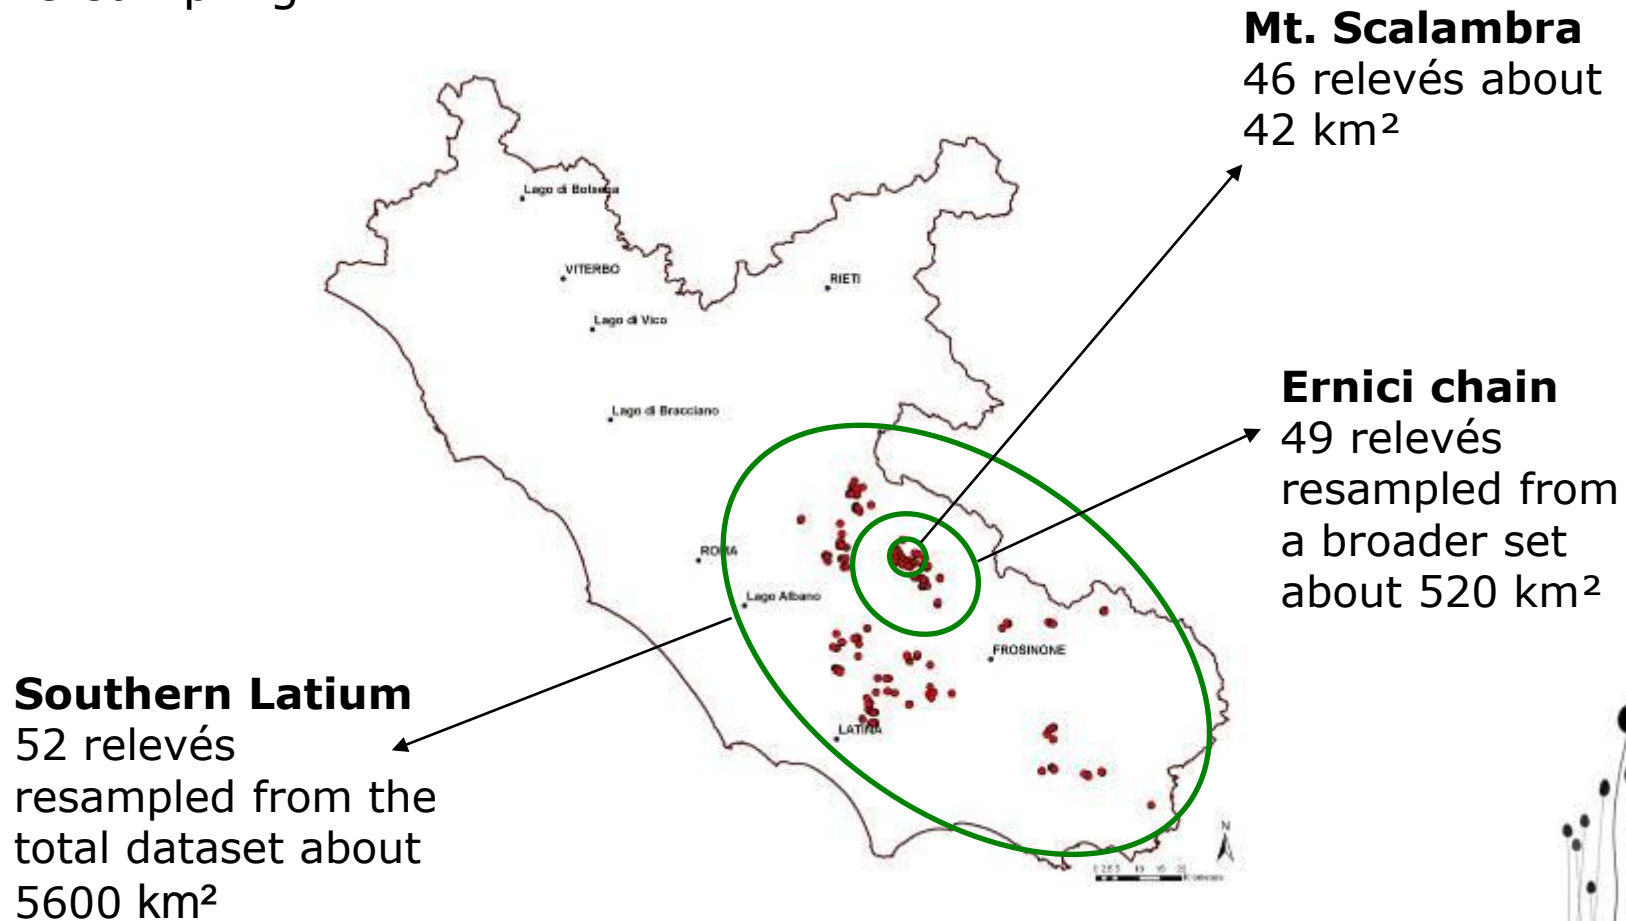 Mt. Scalambra
46 relevés about
42 km²
Lago di Bolsena
VITERBO
RIETI
Lago di Vico
Ernici chain
49 relevés
resampled from
a broader set
about 520 km²
Lago di Bracciano
ROMA
Lago Albano
FROSINONE
Southern Latium
52 relevés
resampled from the
total dataset about
5600 km²
LATINA
N